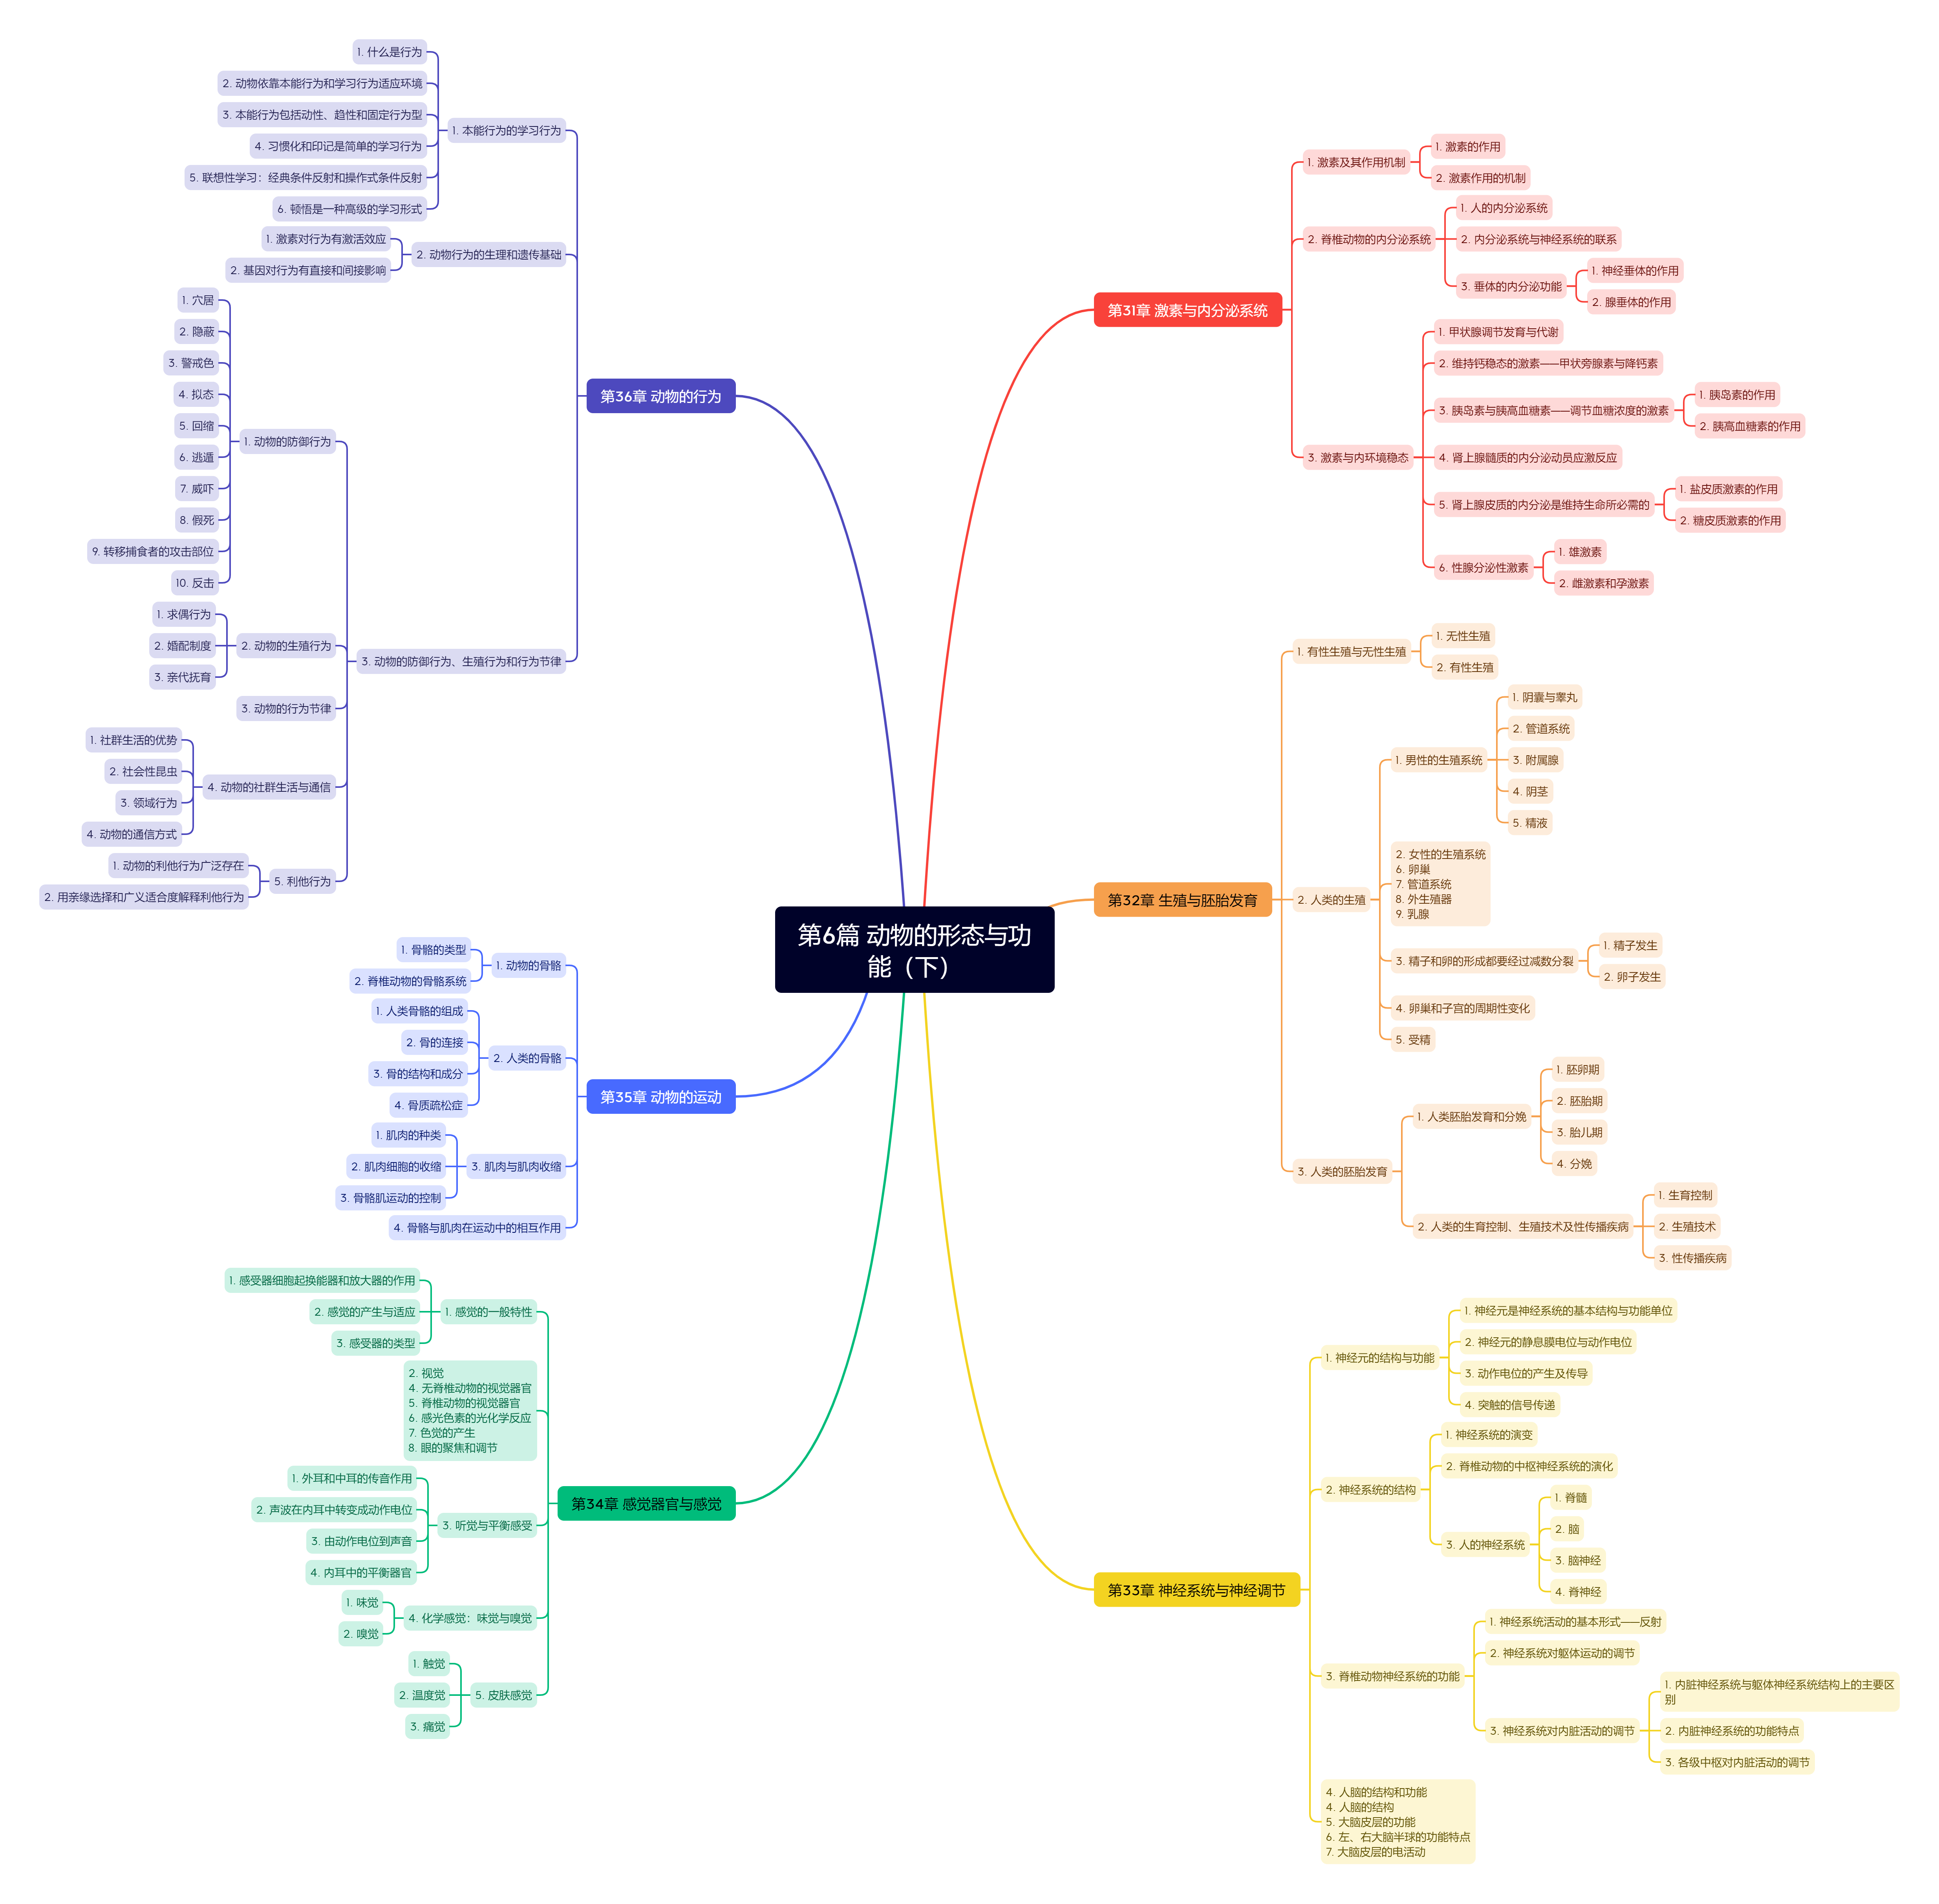 第6篇 动物的形态与功
能（下）
第31章 激素与内分泌系统
1. 激素及其作用机制
1. 激素的作用
2. 激素作用的机制
2. 脊椎动物的内分泌系统
1. 人的内分泌系统
2. 内分泌系统与神经系统的联系
3. 垂体的内分泌功能
1. 神经垂体的作用
2. 腺垂体的作用
3. 激素与内环境稳态
1. 甲状腺调节发育与代谢
2. 维持钙稳态的激素——甲状旁腺素与降钙素
3. 胰岛素与胰高血糖素——调节血糖浓度的激素
1. 胰岛素的作用
2. 胰高血糖素的作用
4. 肾上腺髓质的内分泌动员应激反应
5. 肾上腺皮质的内分泌是维持生命所必需的
1. 盐皮质激素的作用
2. 糖皮质激素的作用
6. 性腺分泌性激素
1. 雄激素
2. 雌激素和孕激素
第32章 生殖与胚胎发育
1. 有性生殖与无性生殖
1. 无性生殖
2. 有性生殖
2. 人类的生殖
1. 男性的生殖系统
1. 阴囊与睾丸
2. 管道系统
3. 附属腺
4. 阴茎
5. 精液
2. 女性的生殖系统
6. 卵巢
7. 管道系统
8. 外生殖器
9. 乳腺
3. 精子和卵的形成都要经过减数分裂
1. 精子发生
2. 卵子发生
4. 卵巢和子宫的周期性变化
5. 受精
3. 人类的胚胎发育
1. 人类胚胎发育和分娩
1. 胚卵期
2. 胚胎期
3. 胎儿期
4. 分娩
2. 人类的生育控制、生殖技术及性传播疾病
1. 生育控制
2. 生殖技术
3. 性传播疾病
第33章 神经系统与神经调节
1. 神经元的结构与功能
1. 神经元是神经系统的基本结构与功能单位
2. 神经元的静息膜电位与动作电位
3. 动作电位的产生及传导
4. 突触的信号传递
2. 神经系统的结构
1. 神经系统的演变
2. 脊椎动物的中枢神经系统的演化
3. 人的神经系统
1. 脊髓
2. 脑
3. 脑神经
4. 脊神经
3. 脊椎动物神经系统的功能
1. 神经系统活动的基本形式——反射
2. 神经系统对躯体运动的调节
3. 神经系统对内脏活动的调节
1. 内脏神经系统与躯体神经系统结构上的主要区
别
2. 内脏神经系统的功能特点
3. 各级中枢对内脏活动的调节
4. 人脑的结构和功能
4. 人脑的结构
5. 大脑皮层的功能
6. 左、右大脑半球的功能特点
7. 大脑皮层的电活动
第34章 感觉器官与感觉
1. 感觉的一般特性
1. 感受器细胞起换能器和放大器的作用
2. 感觉的产生与适应
3. 感受器的类型
2. 视觉
4. 无脊椎动物的视觉器官
5. 脊椎动物的视觉器官
6. 感光色素的光化学反应
7. 色觉的产生
8. 眼的聚焦和调节
3. 听觉与平衡感受
1. 外耳和中耳的传音作用
2. 声波在内耳中转变成动作电位
3. 由动作电位到声音
4. 内耳中的平衡器官
4. 化学感觉：味觉与嗅觉
1. 味觉
2. 嗅觉
5. 皮肤感觉
1. 触觉
2. 温度觉
3. 痛觉
第35章 动物的运动
1. 动物的骨骼
1. 骨骼的类型
2. 脊椎动物的骨骼系统
2. 人类的骨骼
1. 人类骨骼的组成
2. 骨的连接
3. 骨的结构和成分
4. 骨质疏松症
3. 肌肉与肌肉收缩
1. 肌肉的种类
2. 肌肉细胞的收缩
3. 骨骼肌运动的控制
4. 骨骼与肌肉在运动中的相互作用
第36章 动物的行为
1. 本能行为的学习行为
1. 什么是行为
2. 动物依靠本能行为和学习行为适应环境
3. 本能行为包括动性、趋性和固定行为型
4. 习惯化和印记是简单的学习行为
5. 联想性学习：经典条件反射和操作式条件反射
6. 顿悟是一种高级的学习形式
2. 动物行为的生理和遗传基础
1. 激素对行为有激活效应
2. 基因对行为有直接和间接影响
3. 动物的防御行为、生殖行为和行为节律
1. 动物的防御行为
1. 穴居
2. 隐蔽
3. 警戒色
4. 拟态
5. 回缩
6. 逃遁
7. 威吓
8. 假死
9. 转移捕食者的攻击部位
10. 反击
2. 动物的生殖行为
1. 求偶行为
2. 婚配制度
3. 亲代抚育
3. 动物的行为节律
4. 动物的社群生活与通信
1. 社群生活的优势
2. 社会性昆虫
3. 领域行为
4. 动物的通信方式
5. 利他行为
1. 动物的利他行为广泛存在
2. 用亲缘选择和广义适合度解释利他行为